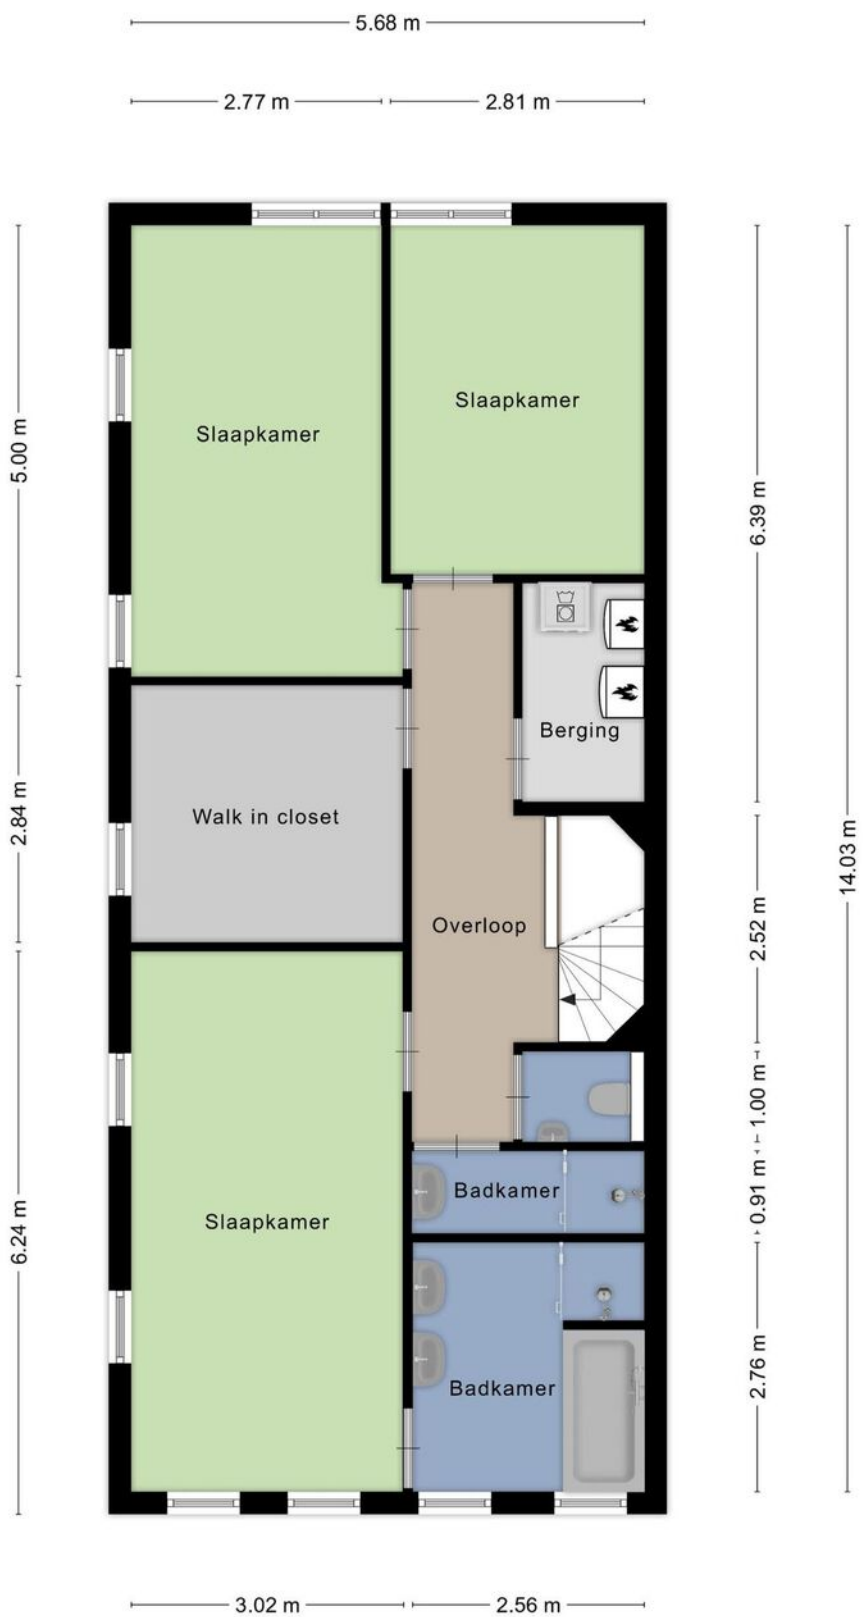 5.68 m
2.77 m
2.81 m
Slaapkamer
Slaapkamer
5.00 m
6.39 m
Berging
Walk in closet
2.84 m
14.03 m
Overloop
2.52 m
1.00 m
Badkamer
0.91 m
Slaapkamer
6.24 m
Badkamer
2.76 m
3.02 m
2.56 m